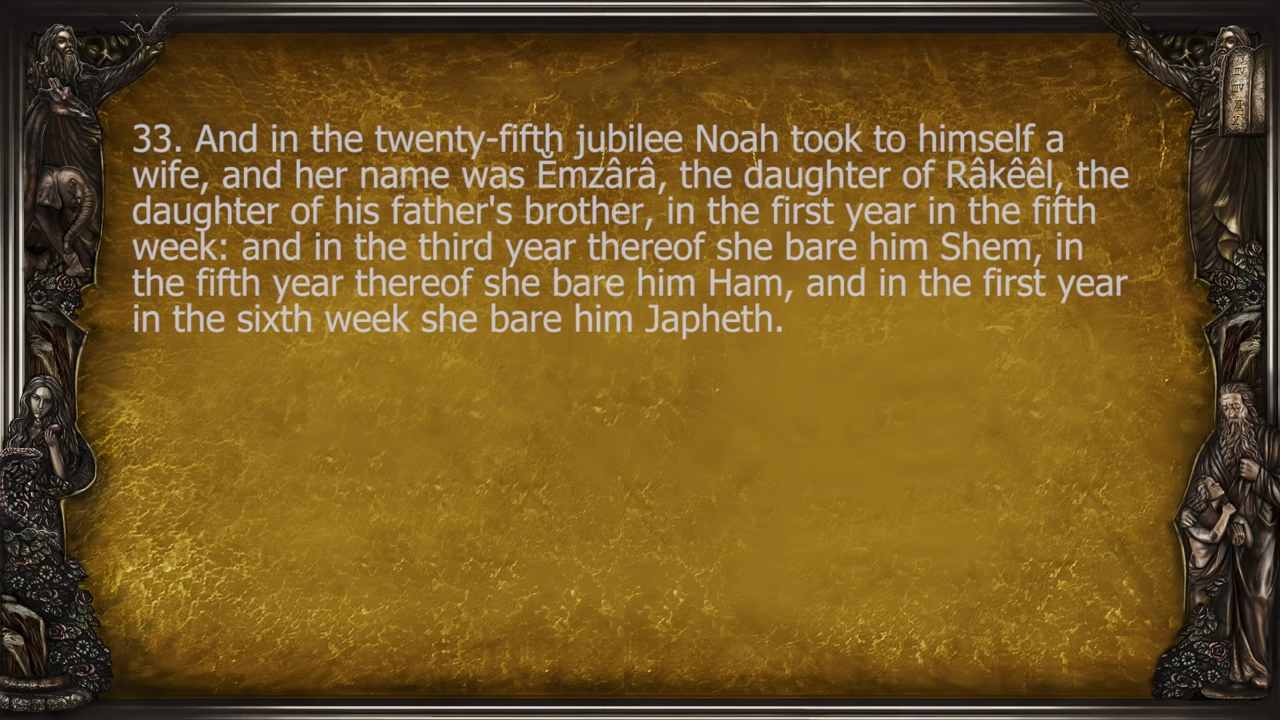 33. And in the twenty-fifth jubilee Noah took to himself a
wife, and her name was Ĕmzârâ, the daughter of Râkêêl, the
daughter of his father's brother, in the first year in the fifth
week: and in the third year thereof she bare him Shem, in
the fifth year thereof she bare him Ham, and in the first year
in the sixth week she bare him Japheth.